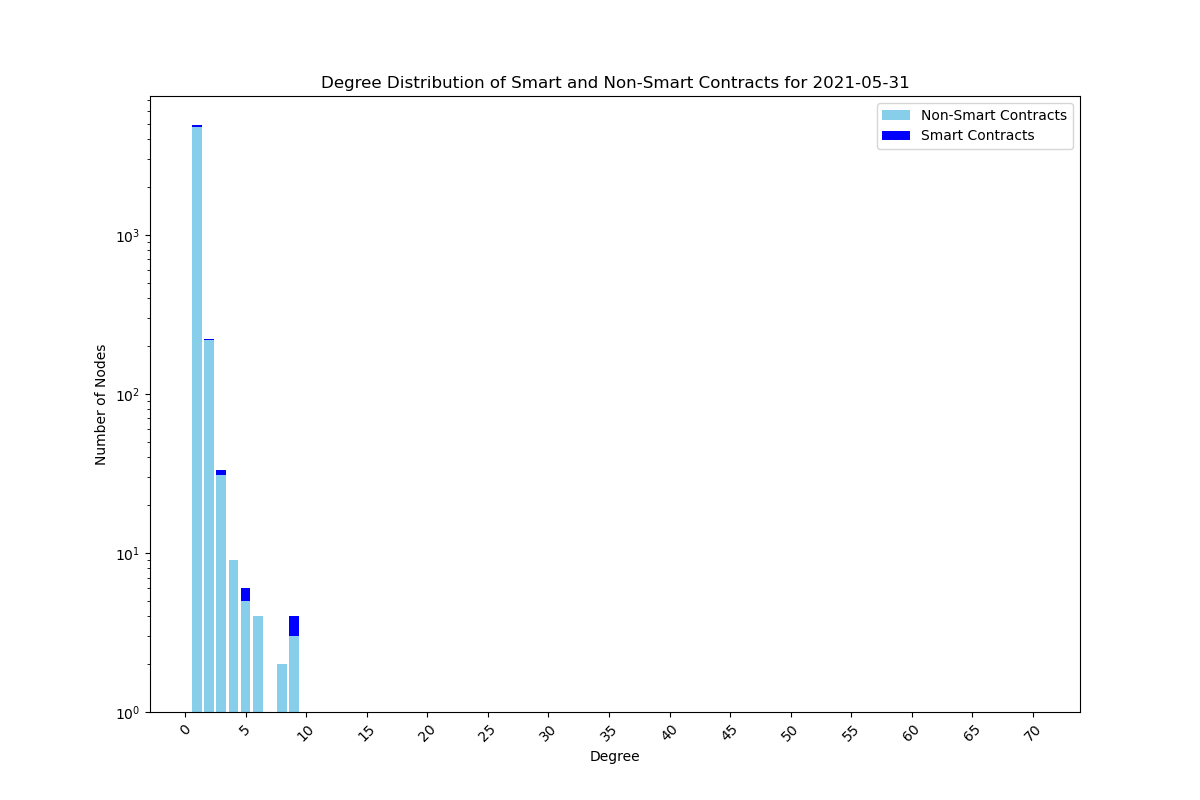 Degree Distribution of Smart and Non-Smart Contracts for 2021-05-31
Non-Smart Contracts
Smart Contracts
Number of Nodes
10³
10²
10¹
10⁰
0 5 10 15 20 25 30 35 40 45 50 55 60 65 70
Degree